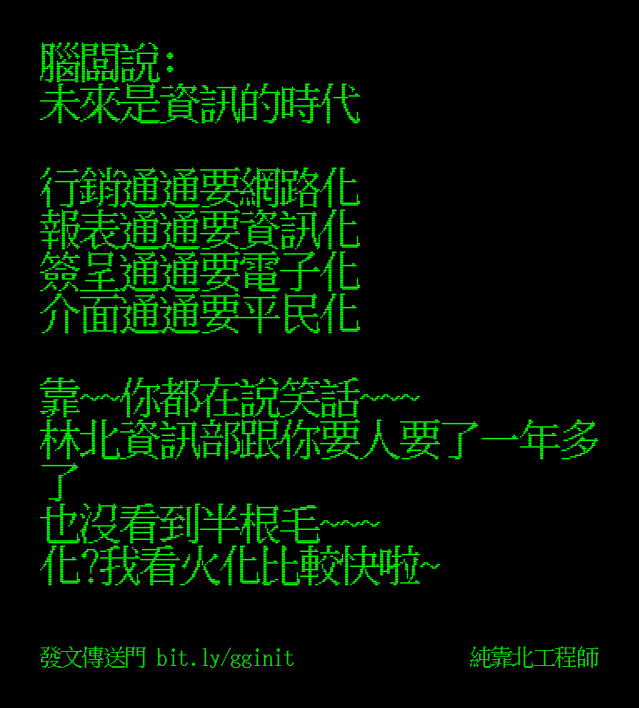 腦闆說:
未來是資訊的時代
行銷通通要網路化
報表通通要資訊化
簽呈通通要電子化
介面通通要平民化
靠~~你都在說笑話~~~
林北資訊部跟你要人要了一年多
了
也沒看到半根毛~~~
化?我看火化比較快啦~
發文傳送門 bit.ly/gginit
純靠北工程師